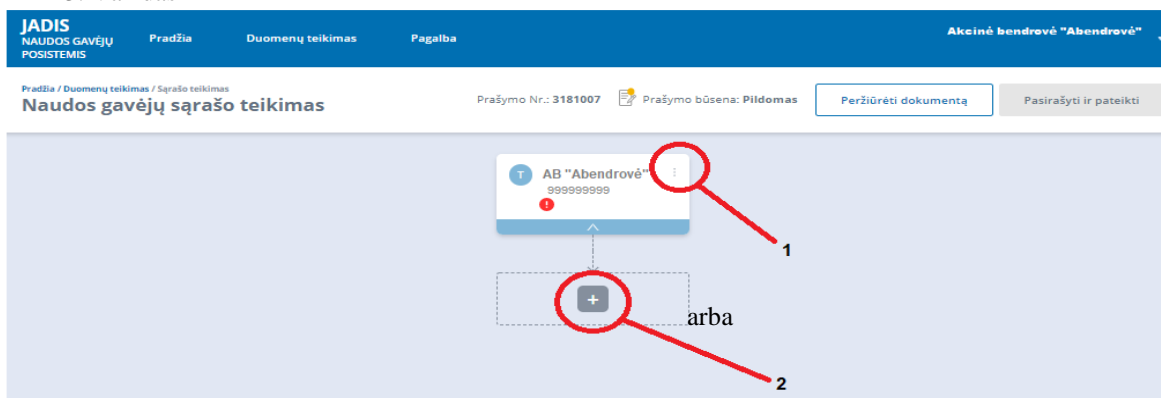 JADIS
NAUDOS GAVĖJŲ
POSISTEMIS
Pradžia Duomenų teikimas Pagalba
Akcinė bendrovė "Abendrovė"
Pradžia / Duomenų teikimas / Sąrašo teikimas
Naudos gavėjų sąrašo teikimas
Prašymo Nr.: 3181007 Prašymo būsena: Pildomas
Peržiūrėti dokumentą
Pasirašyti ir pateikti
T AB "Abendrovė"
999999999
!
1
+
arba
2